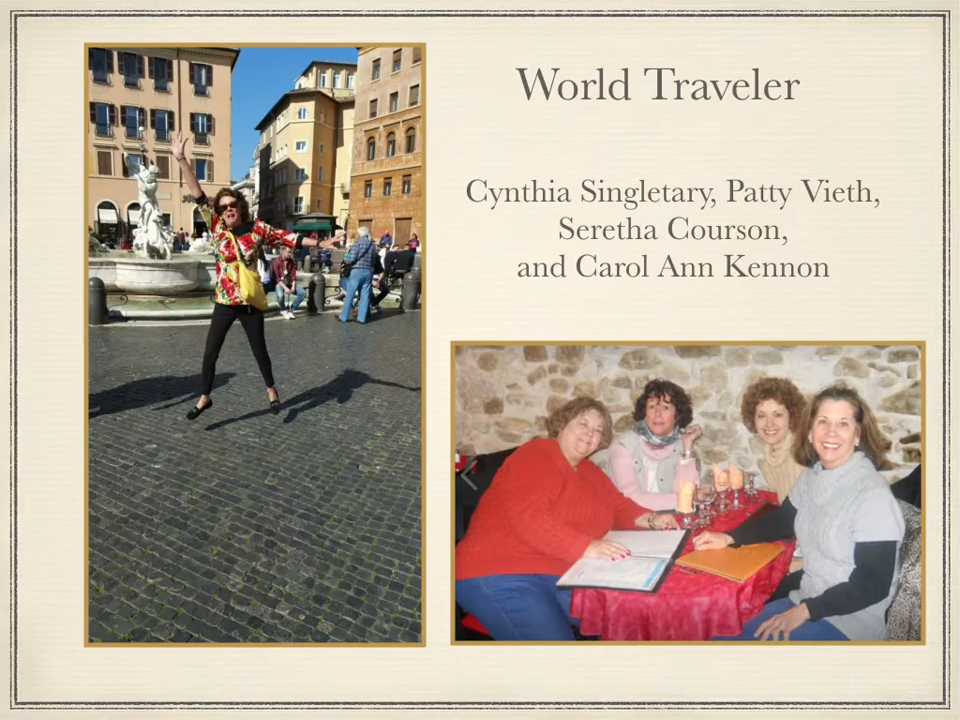 World Traveler
Cynthia Singletary, Patty Vieth,
Seretha Courson,
and Carol Ann Kennon